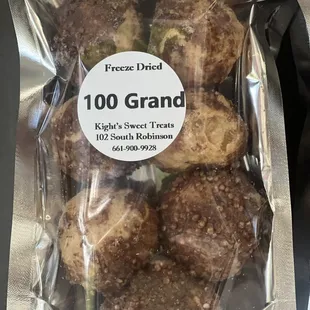 Freeze Dried
100 Grand
Kight's Sweet Treats
102 South Robinson
661-900-9928